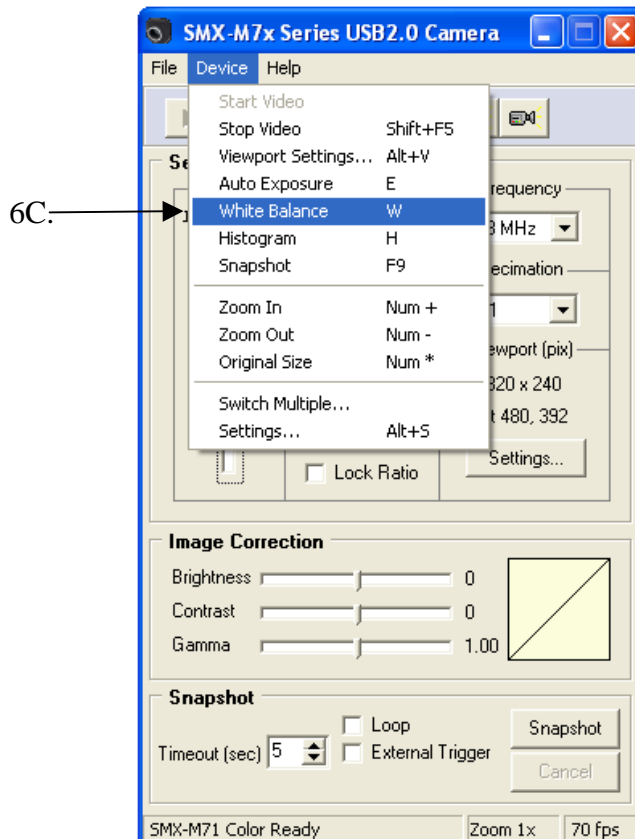 SMX-M7x Series USB2.0 Camera
File Device Help
Start Video
Stop Video Shift+F5
Viewport Settings... Alt+V
Auto Exposure E
6C. White Balance W
Histogram H
Snapshot F9
Zoom In Num +
Zoom Out Num -
Original Size Num *
Switch Multiple...
Settings... Alt+S
Se
requency
MHz
ecimation
1
ewport (pix)
320 x 240
t 480, 392
Settings...
Lock Ratio
Image Correction
Brightness 0
Contrast 0
Gamma 1.00
Snapshot
Loop
Snapshot
Timeout (sec) 5
External Trigger
Cancel
SMX-M71 Color Ready Zoom 1x 70 fps